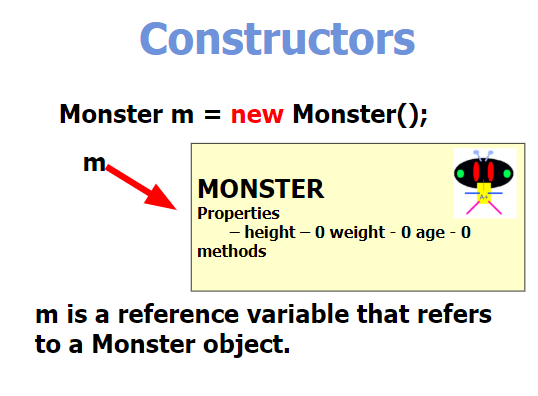 Constructors
Monster m = new Monster();
m
MONSTER
Properties
– height – 0 weight - 0 age - 0
methods
A+
m is a reference variable that refers
to a Monster object.